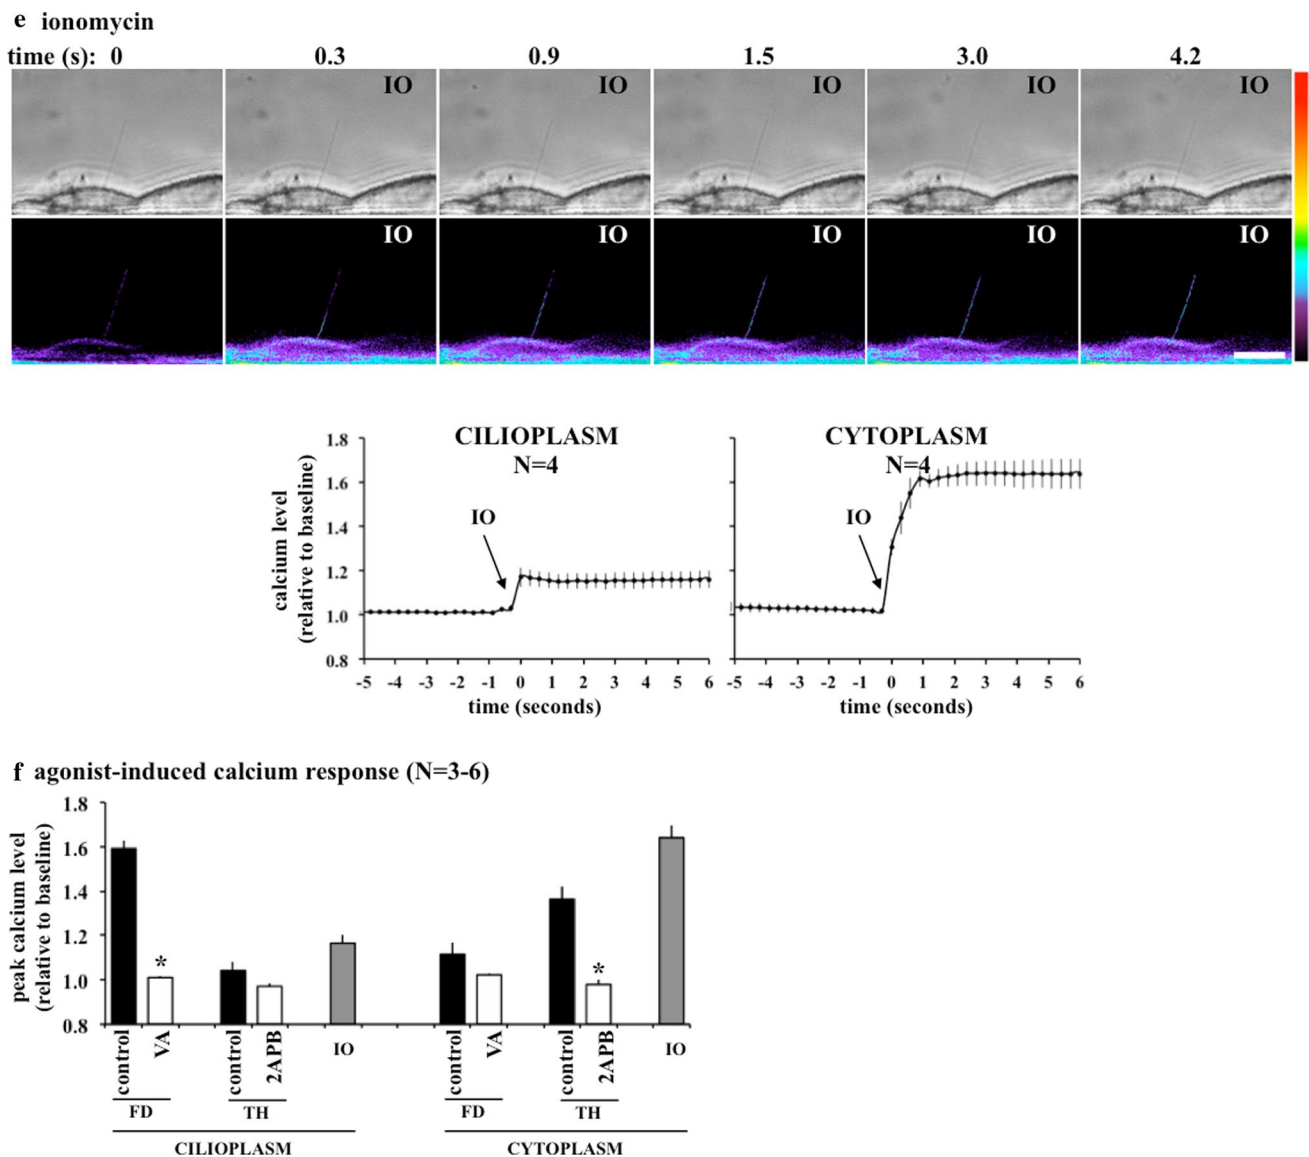 e ionomycin
time (s): 0 0.3 0.9 1.5 3.0 4.2
IO IO IO IO IO
IO IO IO IO IO
CILIOPLASM
N=4
calcium level
(relative to baseline)
1.8
1.6
1.4
1.2
1.0
0.8
IO
-5 -4 -3 -2 -1 0 1 2 3 4 5 6
time (seconds)
CYTOPLASM
N=4
IO
-5 -4 -3 -2 -1 0 1 2 3 4 5 6
time (seconds)
f agonist-induced calcium response (N=3-6)
peak calcium level
(relative to baseline)
1.8
1.6
1.4
1.2
1.0
0.8
* *
control VA control 2APB IO control VA control 2APB IO
FD TH FD TH
CILIOPLASM CYTOPLASM